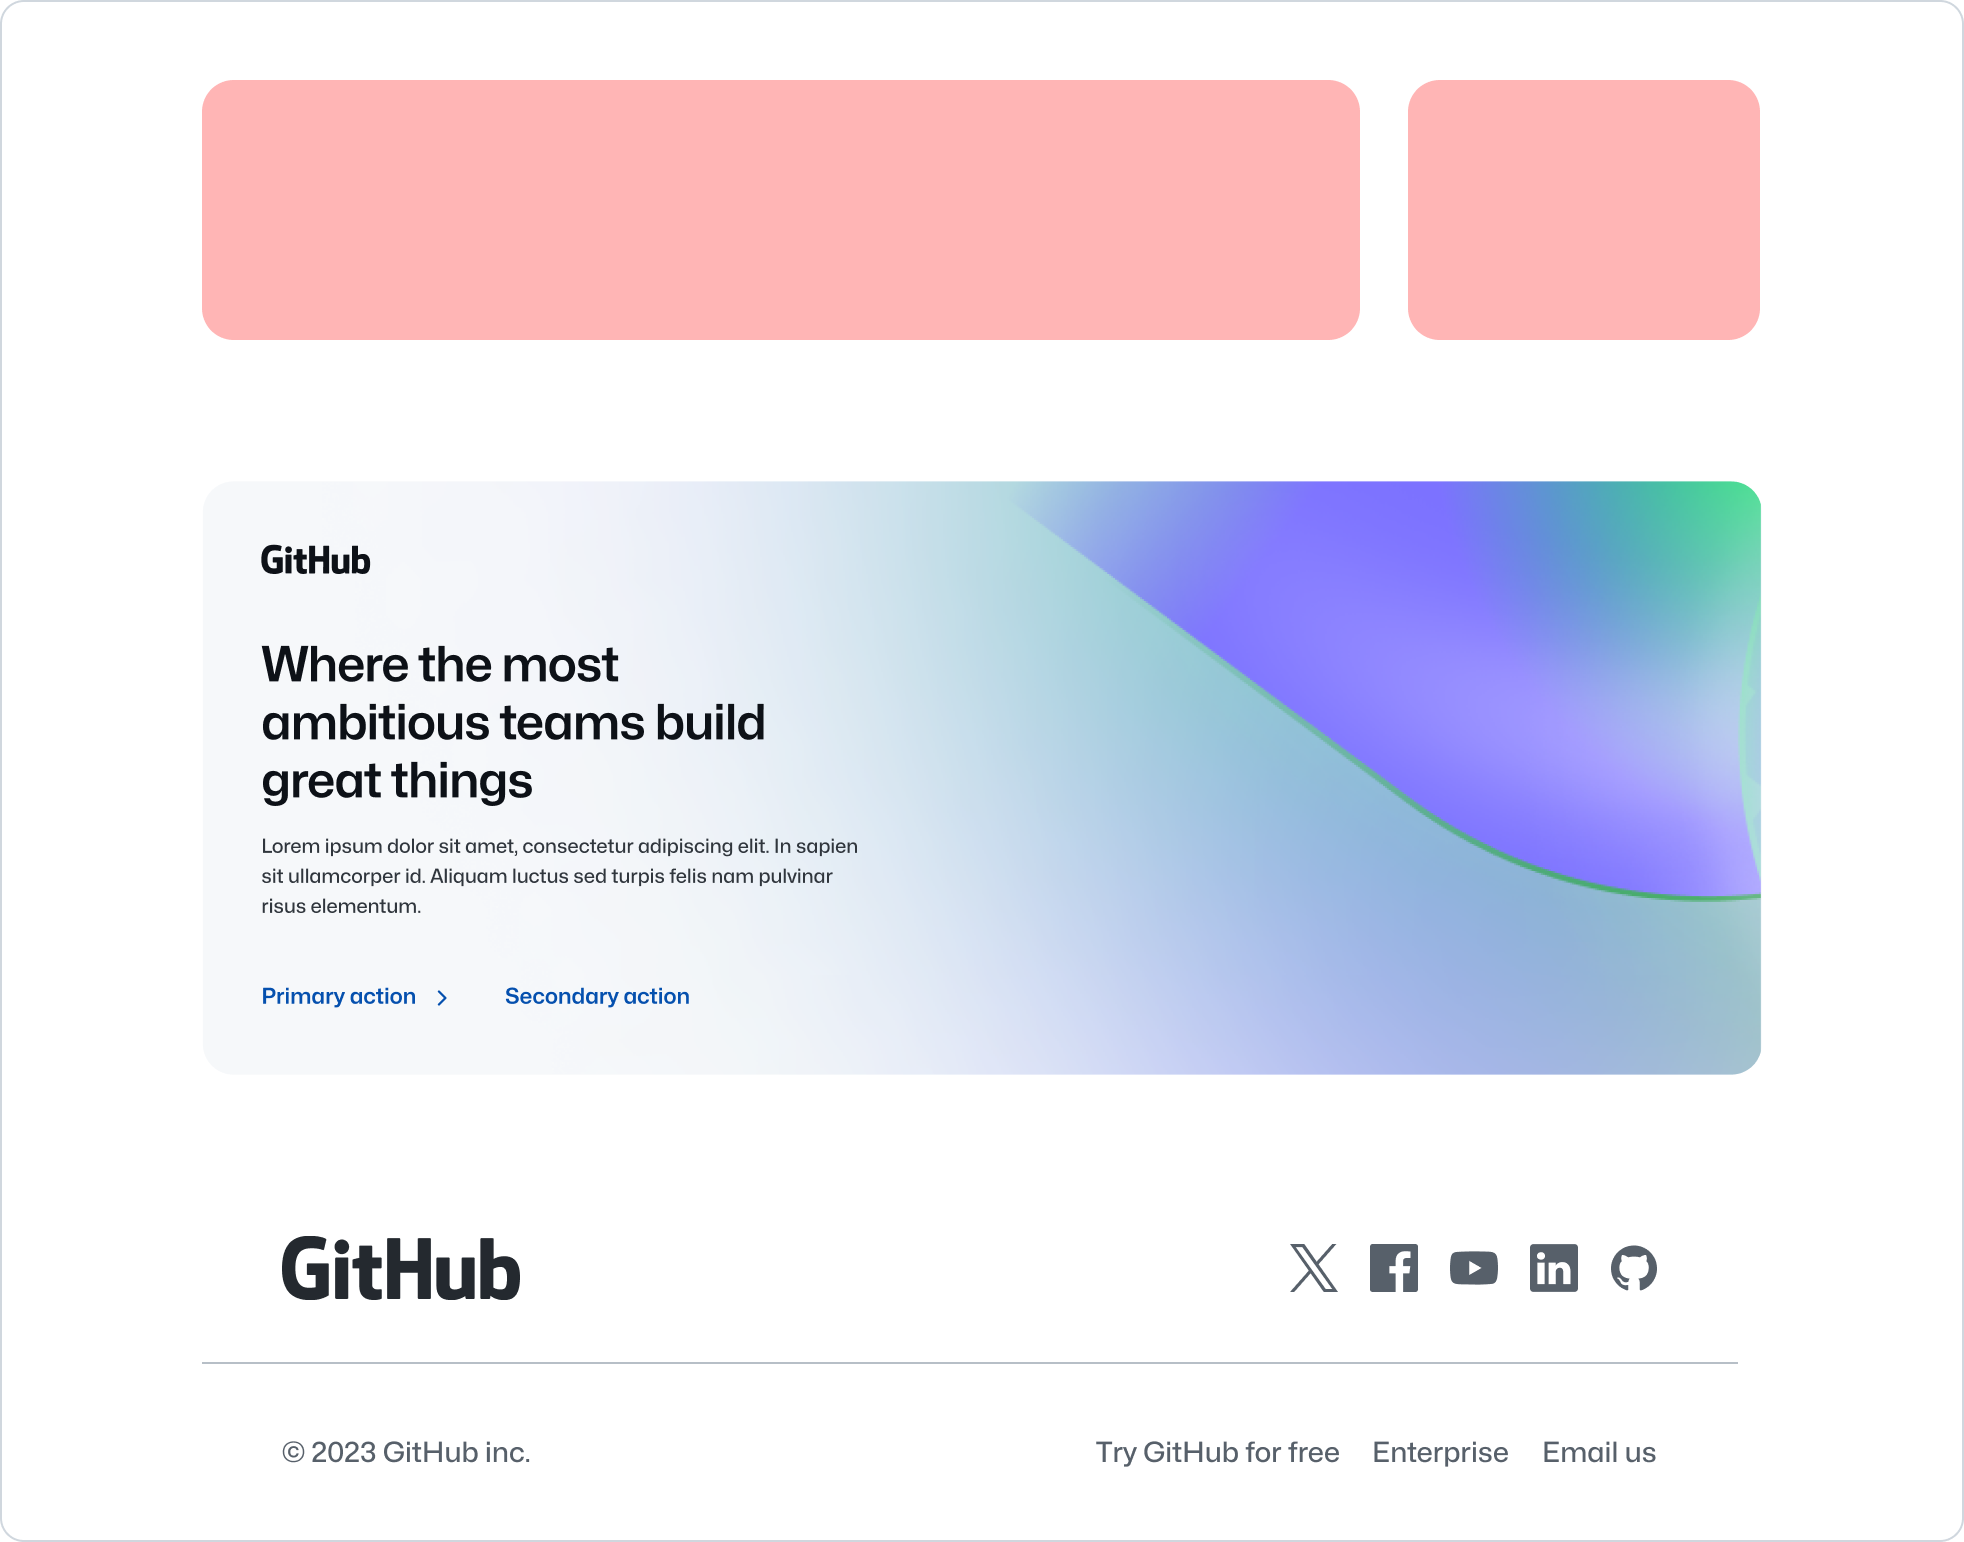 GitHub
Where the most
ambitious teams build
great things
Lorem ipsum dolor sit amet, consectetur adipiscing elit. In sapien
sit ullamcorper id. Aliquam luctus sed turpis felis nam pulvinar
risus elementum.
Primary action Secondary action
GitHub
© 2023 GitHub inc. Try GitHub for free Enterprise Email us